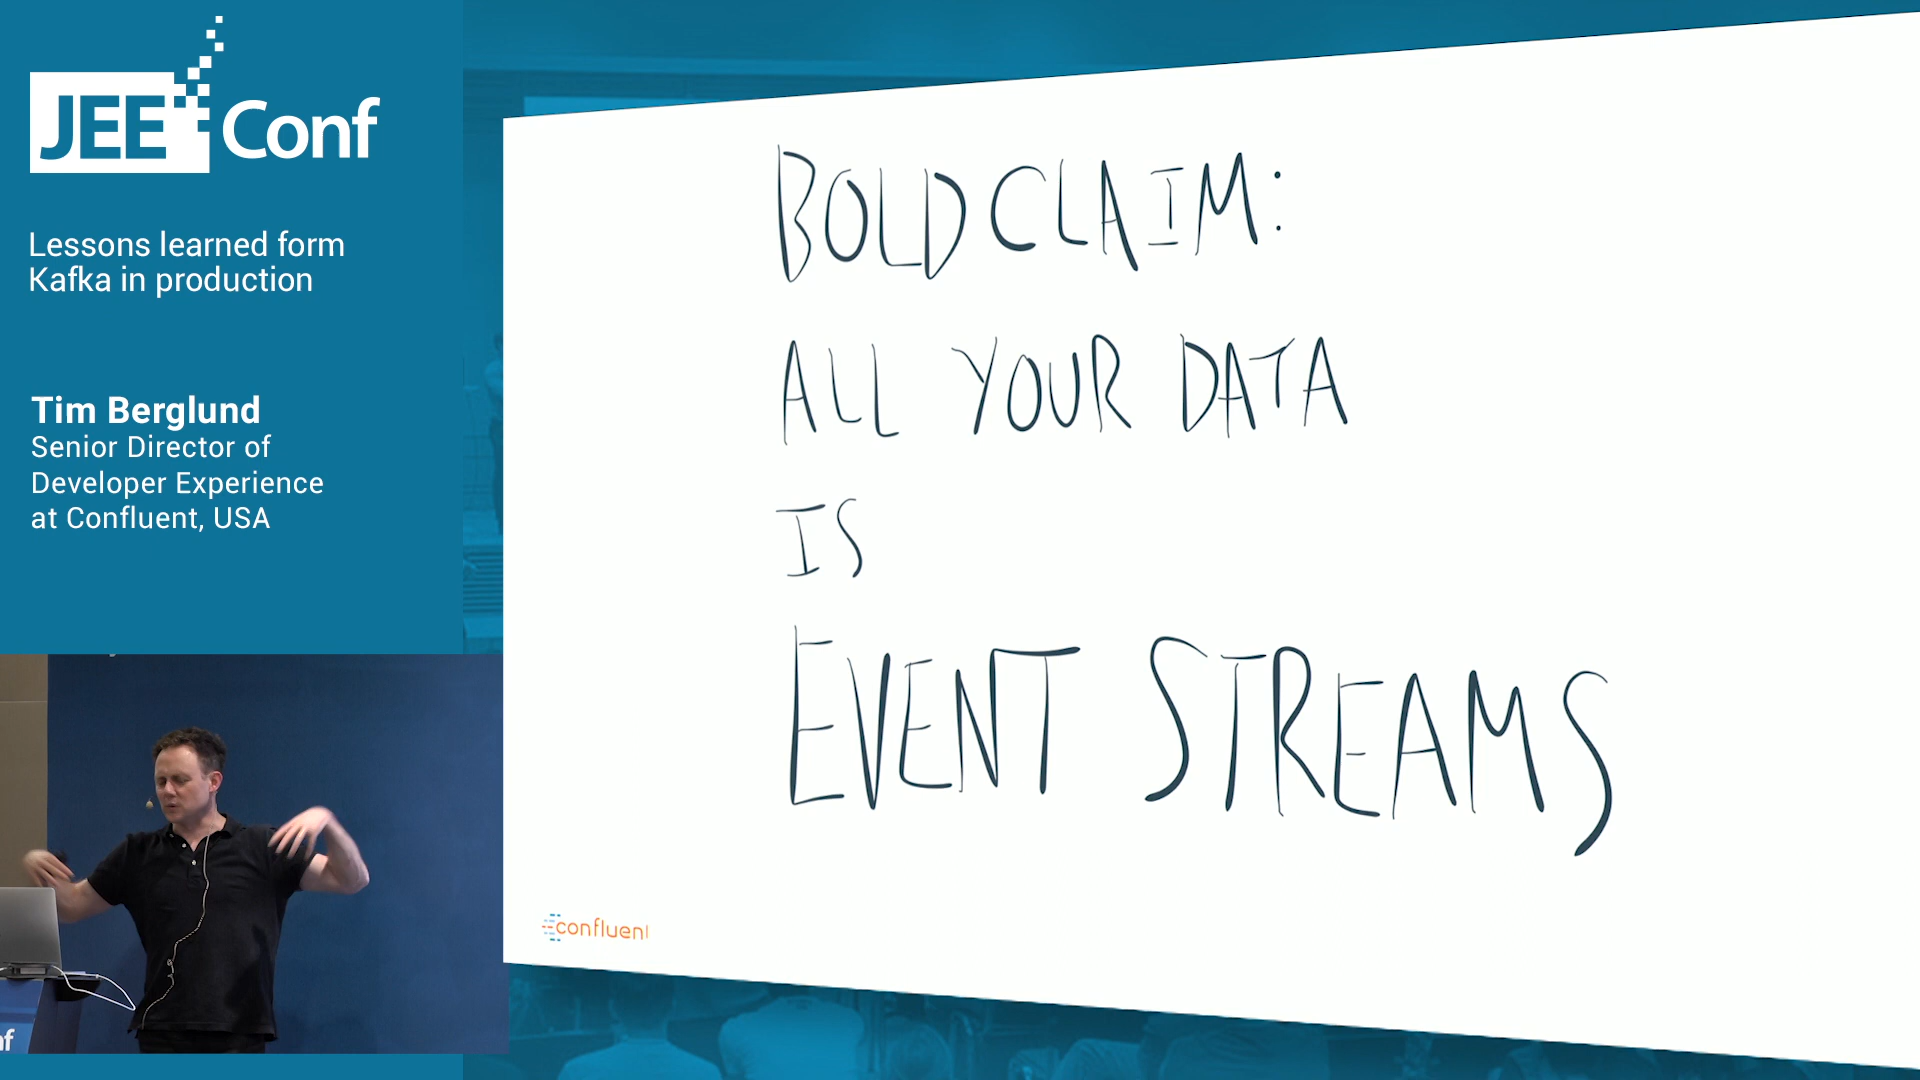 JEE Conf
Lessons learned form
Kafka in production
Tim Berglund
Senior Director of
Developer Experience
at Confluent, USA
BOLD CLAIM:
ALL YOUR DATA
IS
EVENT STREAMS
confluent